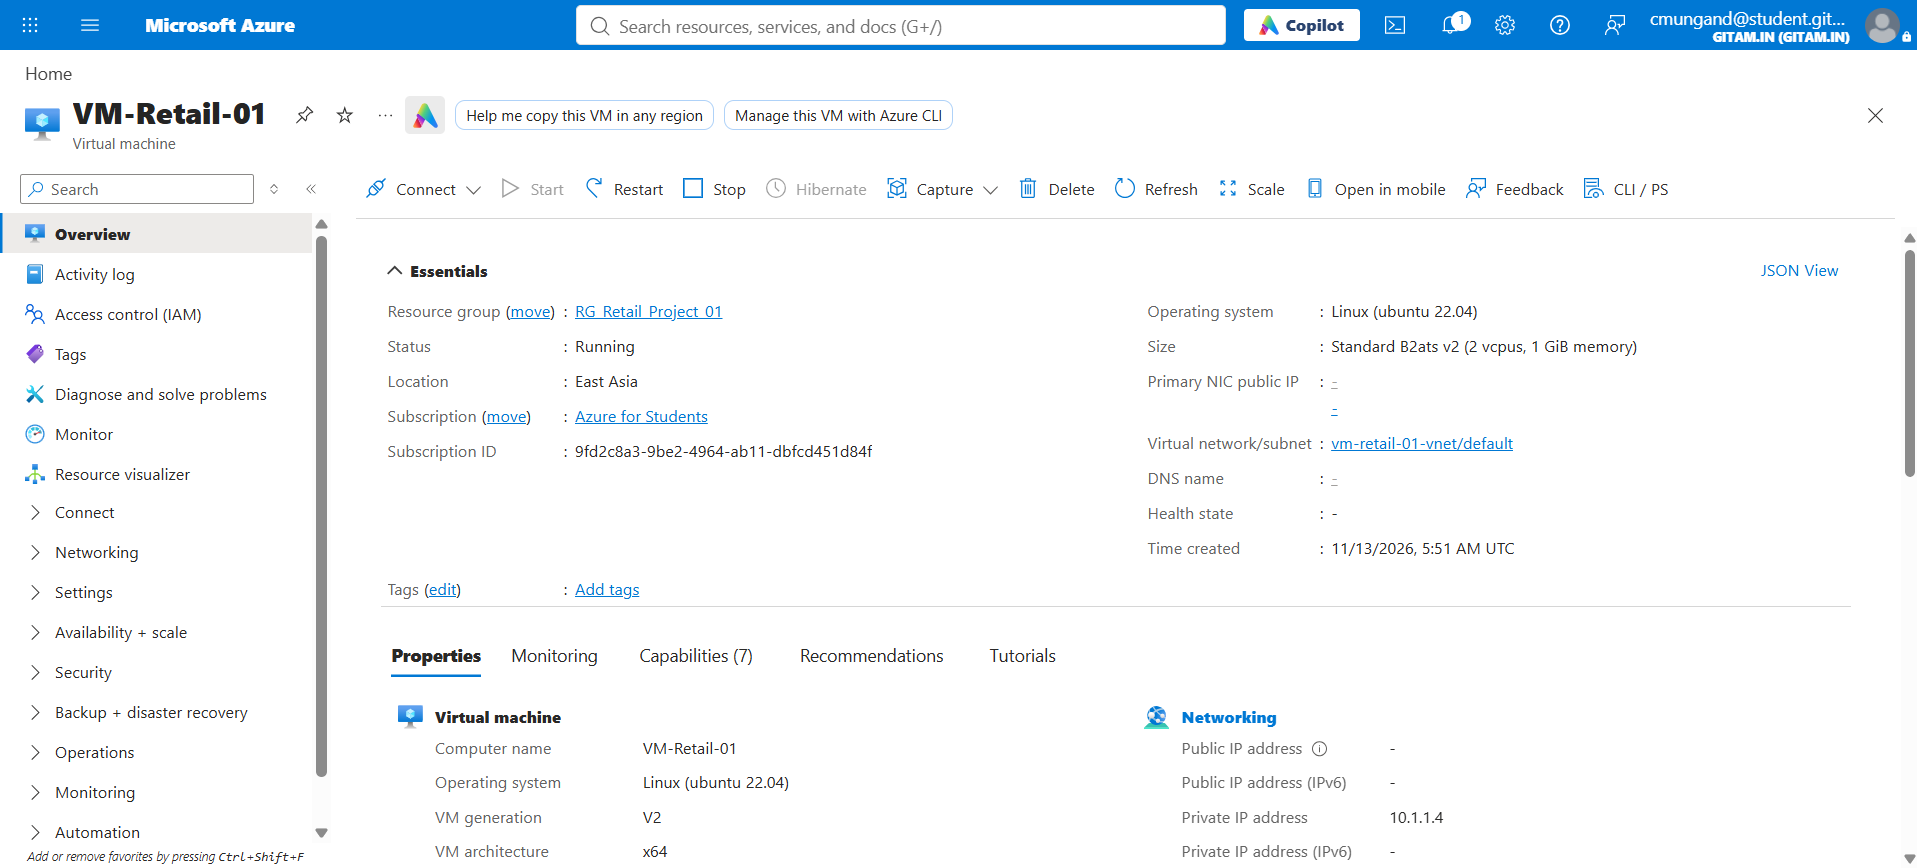 Microsoft Azure
Search resources, services, and docs (G+/)
Copilot
1
cmungand@student.git...
GITAM.IN (GITAM.IN)
Home
VM-Retail-01
Virtual machine
...
Help me copy this VM in any region
Manage this VM with Azure CLI
Search
Connect
Start
Restart
Stop
Hibernate
Capture
Delete
Refresh
Scale
Open in mobile
Feedback
CLI / PS
Overview
Activity log
Access control (IAM)
Tags
Diagnose and solve problems
Monitor
Resource visualizer
Connect
Networking
Settings
Availability + scale
Security
Backup + disaster recovery
Operations
Monitoring
Automation
Add or remove favorites by pressing Ctrl+Shift+F
Essentials
JSON View
Resource group (move) : RG_Retail_Project_01
Status : Running
Location : East Asia
Subscription (move) : Azure for Students
Subscription ID : 9fd2c8a3-9be2-4964-ab11-dbfcd451d84f
Operating system : Linux (ubuntu 22.04)
Size : Standard B2ats v2 (2 vcpus, 1 GiB memory)
Primary NIC public IP : -
-
Virtual network/subnet : vm-retail-01-vnet/default
DNS name : -
Health state : -
Time created : 11/13/2026, 5:51 AM UTC
Tags (edit) : Add tags
Properties
Monitoring
Capabilities (7)
Recommendations
Tutorials
Virtual machine
Computer name VM-Retail-01
Operating system Linux (ubuntu 22.04)
VM generation V2
VM architecture x64
Networking
Public IP address -
Public IP address (IPv6) -
Private IP address 10.1.1.4
Private IP address (IPv6) -